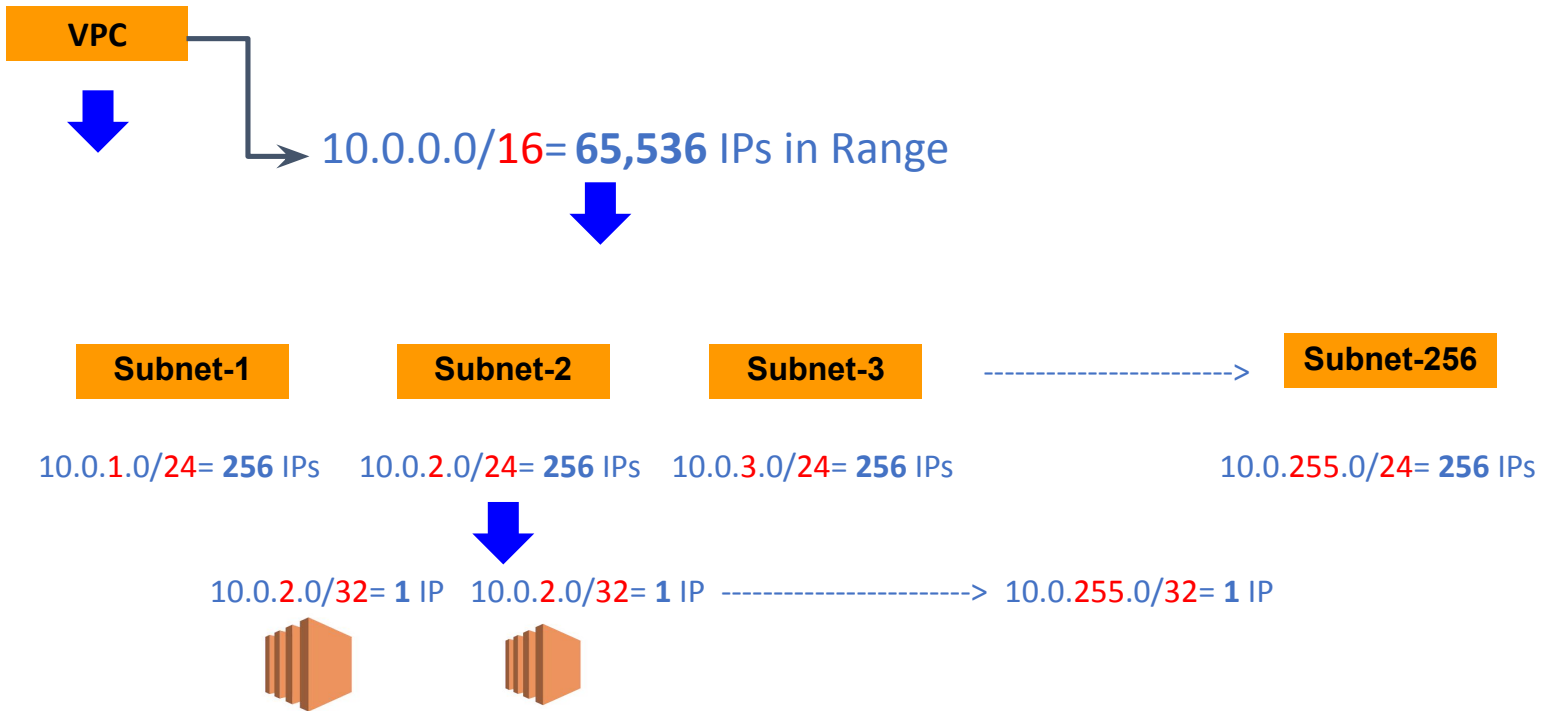 VPC
10.0.0.0/16= 65,536 IPs in Range
Subnet-1 Subnet-2 Subnet-3 ------------------------> Subnet-256
10.0.1.0/24= 256 IPs 10.0.2.0/24= 256 IPs 10.0.3.0/24= 256 IPs 10.0.255.0/24= 256 IPs
10.0.2.0/32= 1 IP 10.0.2.0/32= 1 IP ------------------------> 10.0.255.0/32= 1 IP